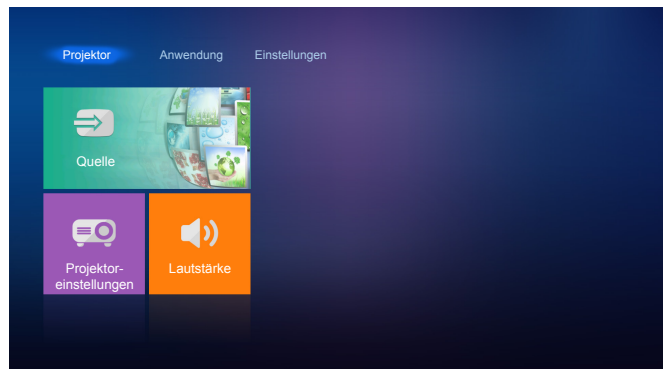 Projektor Anwendung Einstellungen
Quelle
Projektor-
einstellungen
Lautstärke